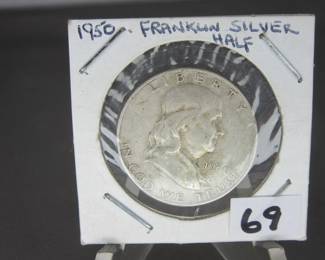 1950 - FRANKLIN SILVER
HALF
LIBERTY
IN GOD WE TRUST
69